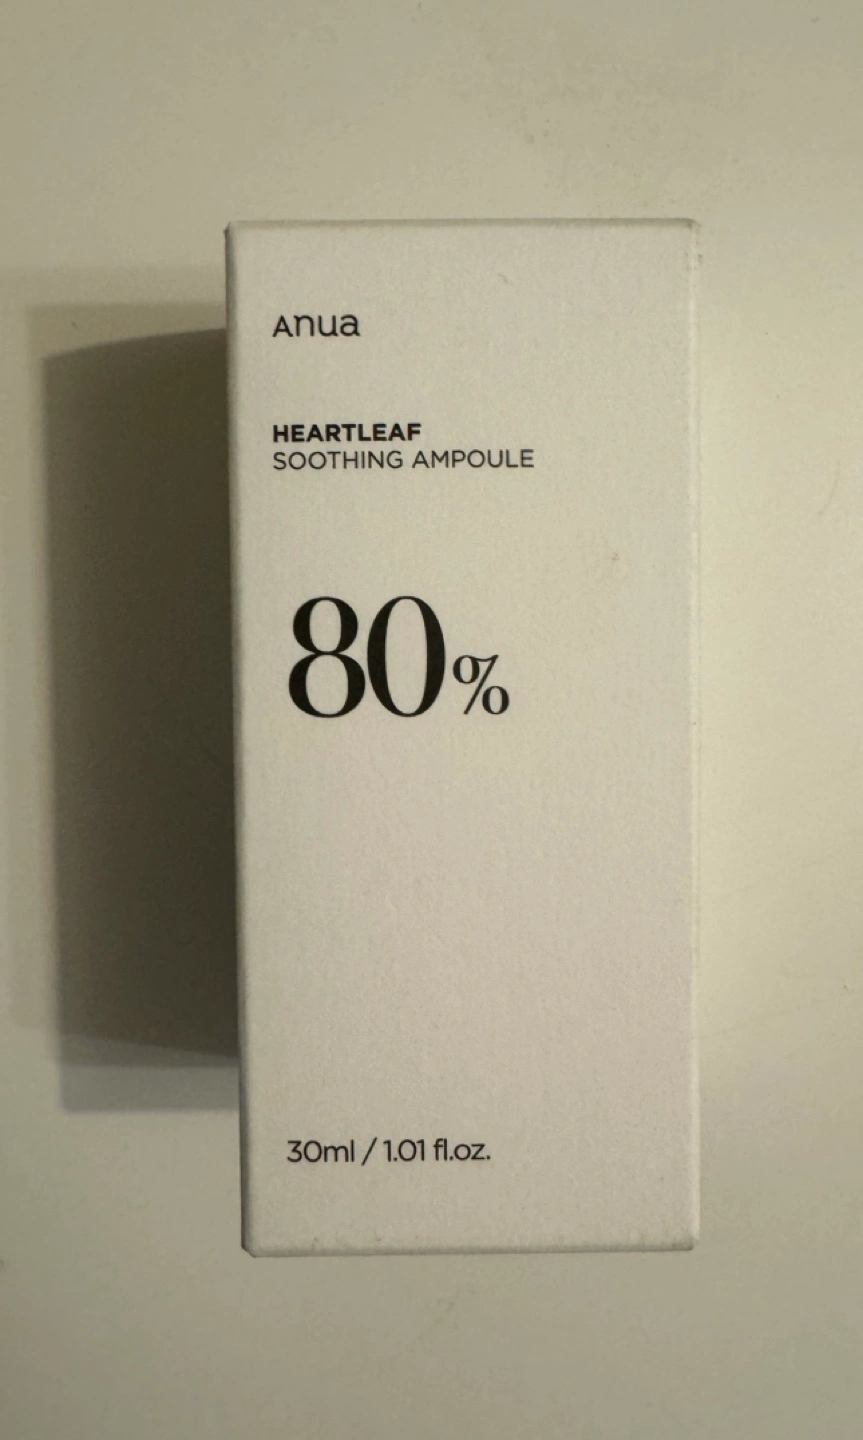 Anua
HEARTLEAF
SOOTHING AMPOULE
80%
30ml / 1.01 fl.oz.